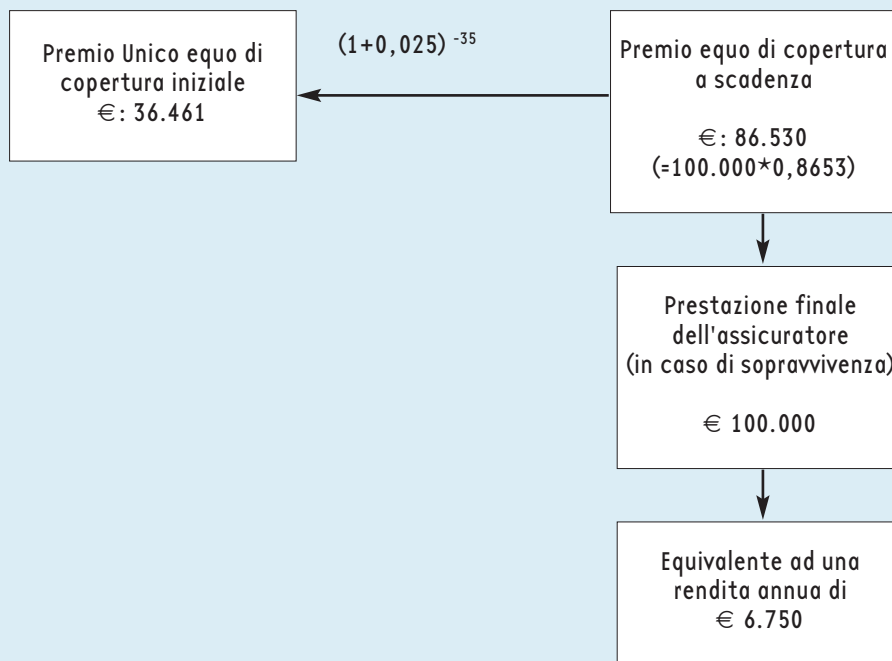 Premio Unico equo di
copertura iniziale
€: 36.461
(1+0,025) -35
Premio equo di copertura
a scadenza
€: 86.530
(=100.000*0,8653)
Prestazione finale
dell'assicuratore
(in caso di sopravvivenza)
€ 100.000
Equivalente ad una
rendita annua di
€ 6.750